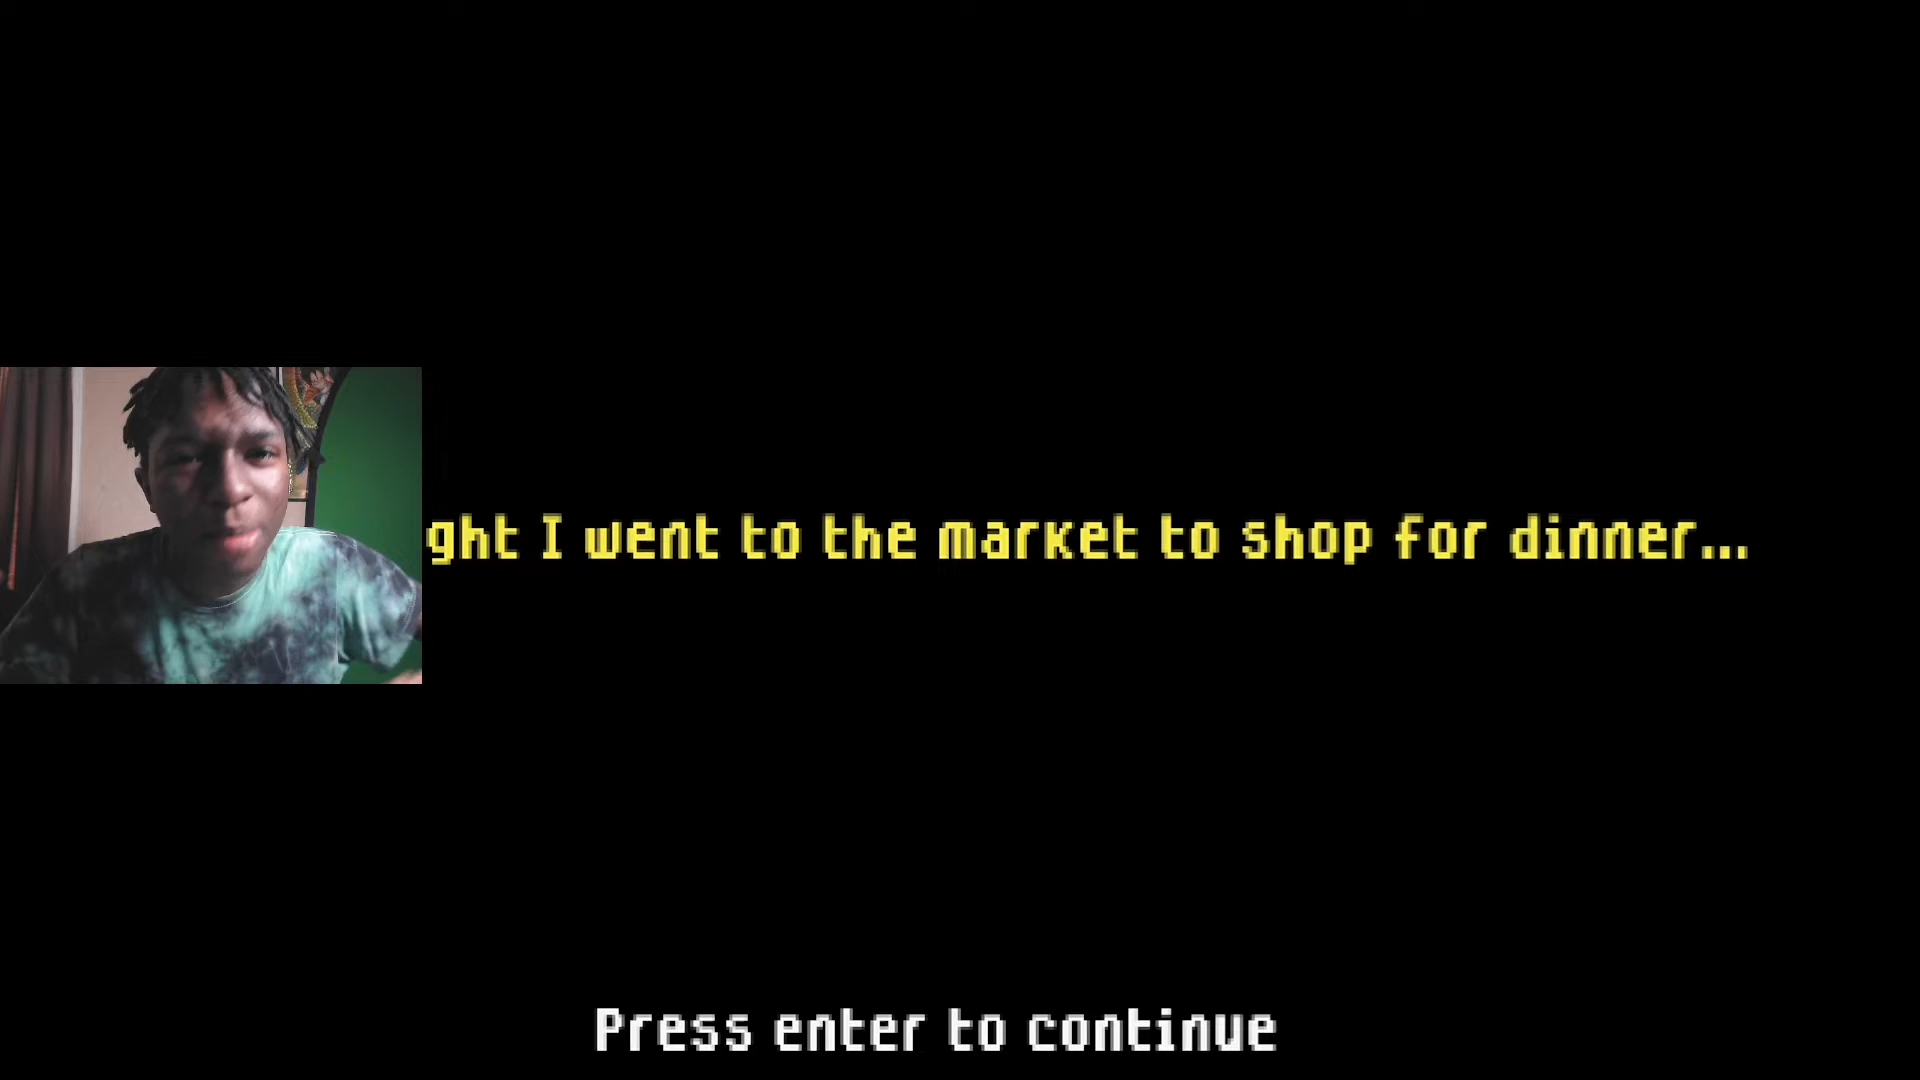 ght I went to the market to shop for dinner...
Press enter to continue